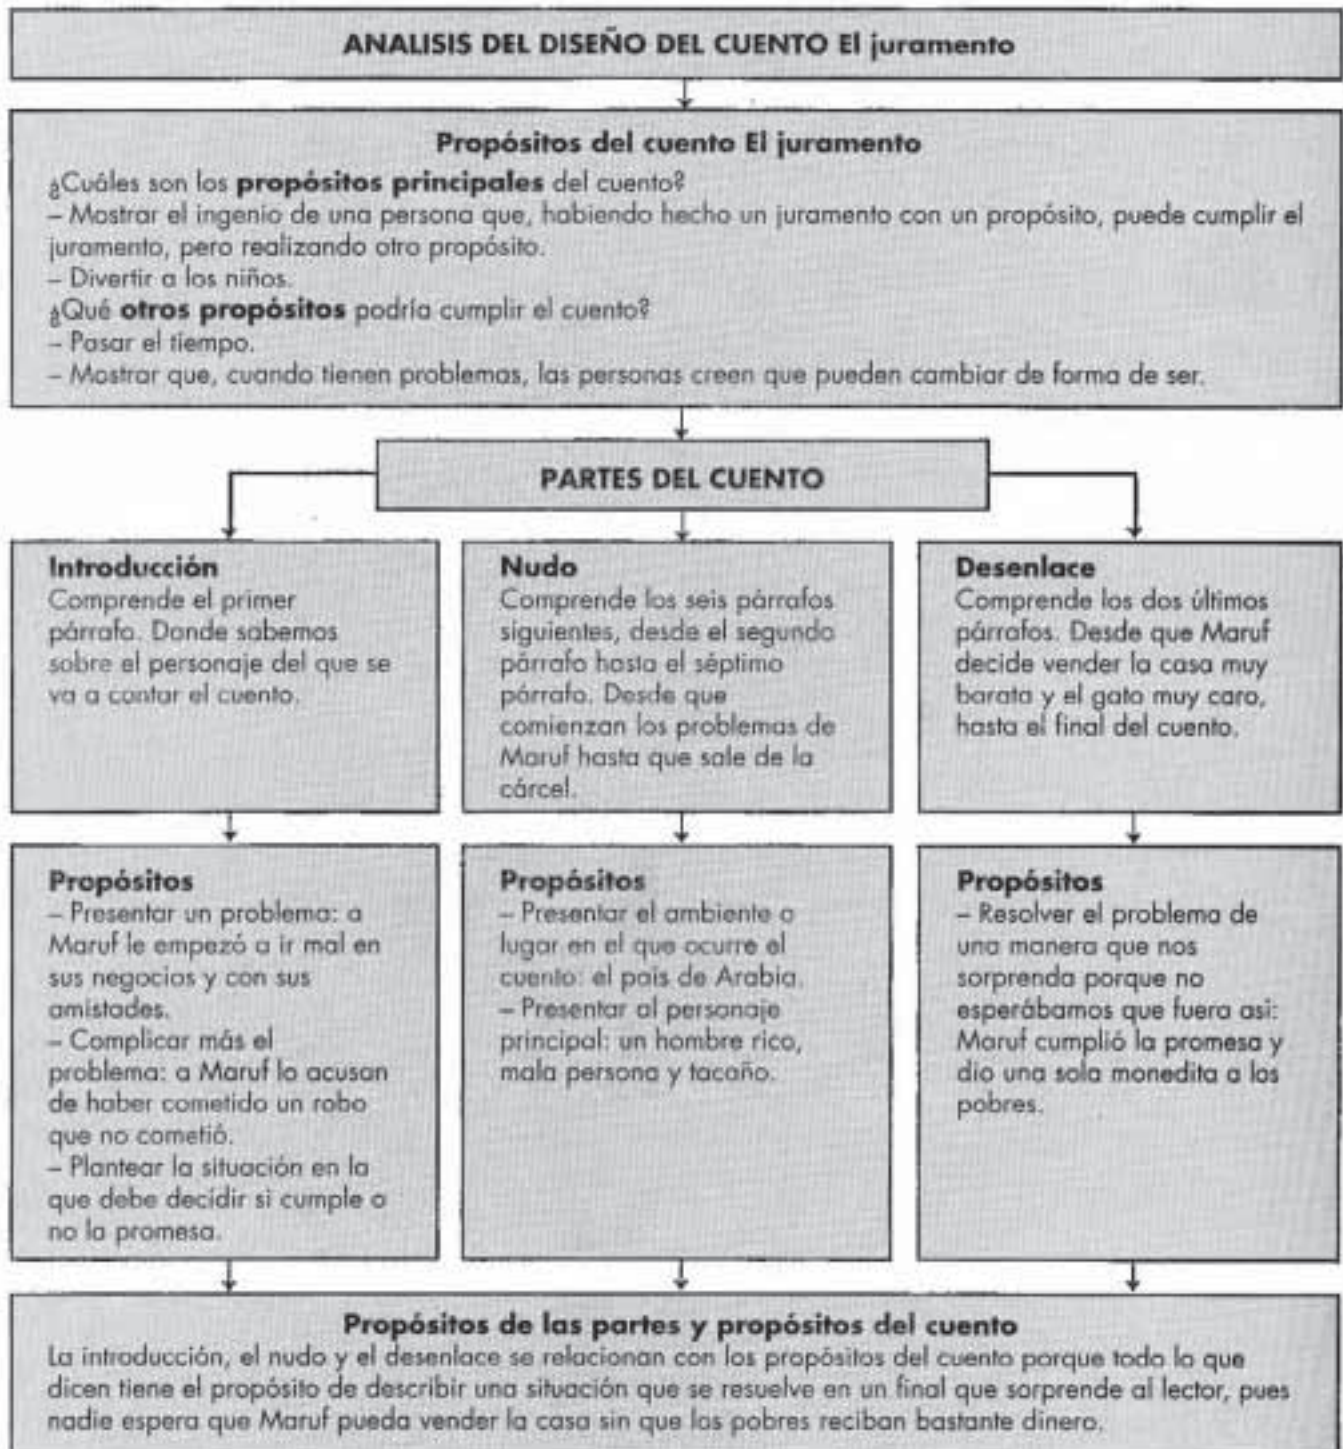 ANALISIS DEL DISEÑO DEL CUENTO El juramento
Propósitos del cuento El juramento
¿Cuáles son los propósitos principales del cuento?
– Mostrar el ingenio de una persona que, habiendo hecho un juramento con un propósito, puede cumplir el
juramento, pero realizando otro propósito.
– Divertir a los niños.
¿Qué otros propósitos podría cumplir el cuento?
– Pasar el tiempo.
– Mostrar que, cuando tienen problemas, las personas creen que pueden cambiar de forma de ser.
PARTES DEL CUENTO
Introducción
Comprende el primer
párrafo. Donde sabemos
sobre el personaje del que se
va a contar el cuento.
Nudo
Comprende los seis párrafos
siguientes, desde el segundo
párrafo hasta el séptimo
párrafo. Desde que
comienzan los problemas de
Maruf hasta que sale de la
cárcel.
Desenlace
Comprende los dos últimos
párrafos. Desde que Maruf
decide vender la casa muy
barata y el gato muy caro,
hasta el final del cuento.
Propósitos
– Presentar un problema: a
Maruf le empezó a ir mal en
sus negocios y con sus
amistades.
– Complicar más el
problema: a Maruf lo acusan
de haber cometido un robo
que no cometió.
– Plantear la situación en la
que debe decidir si cumple o
no la promesa.
Propósitos
– Presentar el ambiente o
lugar en el que ocurre el
cuento: el país de Arabia.
– Presentar al personaje
principal: un hombre rico,
mala persona y tacaño.
Propósitos
– Resolver el problema de
una manera que nos
sorprenda porque no
esperábamos que fuera así:
Maruf cumplió la promesa y
dio una sola monedita a los
pobres.
Propósitos de las partes y propósitos del cuento
La introducción, el nudo y el desenlace se relacionan con los propósitos del cuento porque todo lo que
dicen tiene el propósito de describir una situación que se resuelve en un final que sorprende al lector, pues
nadie espera que Maruf pueda vender la casa sin que los pobres reciban bastante dinero.